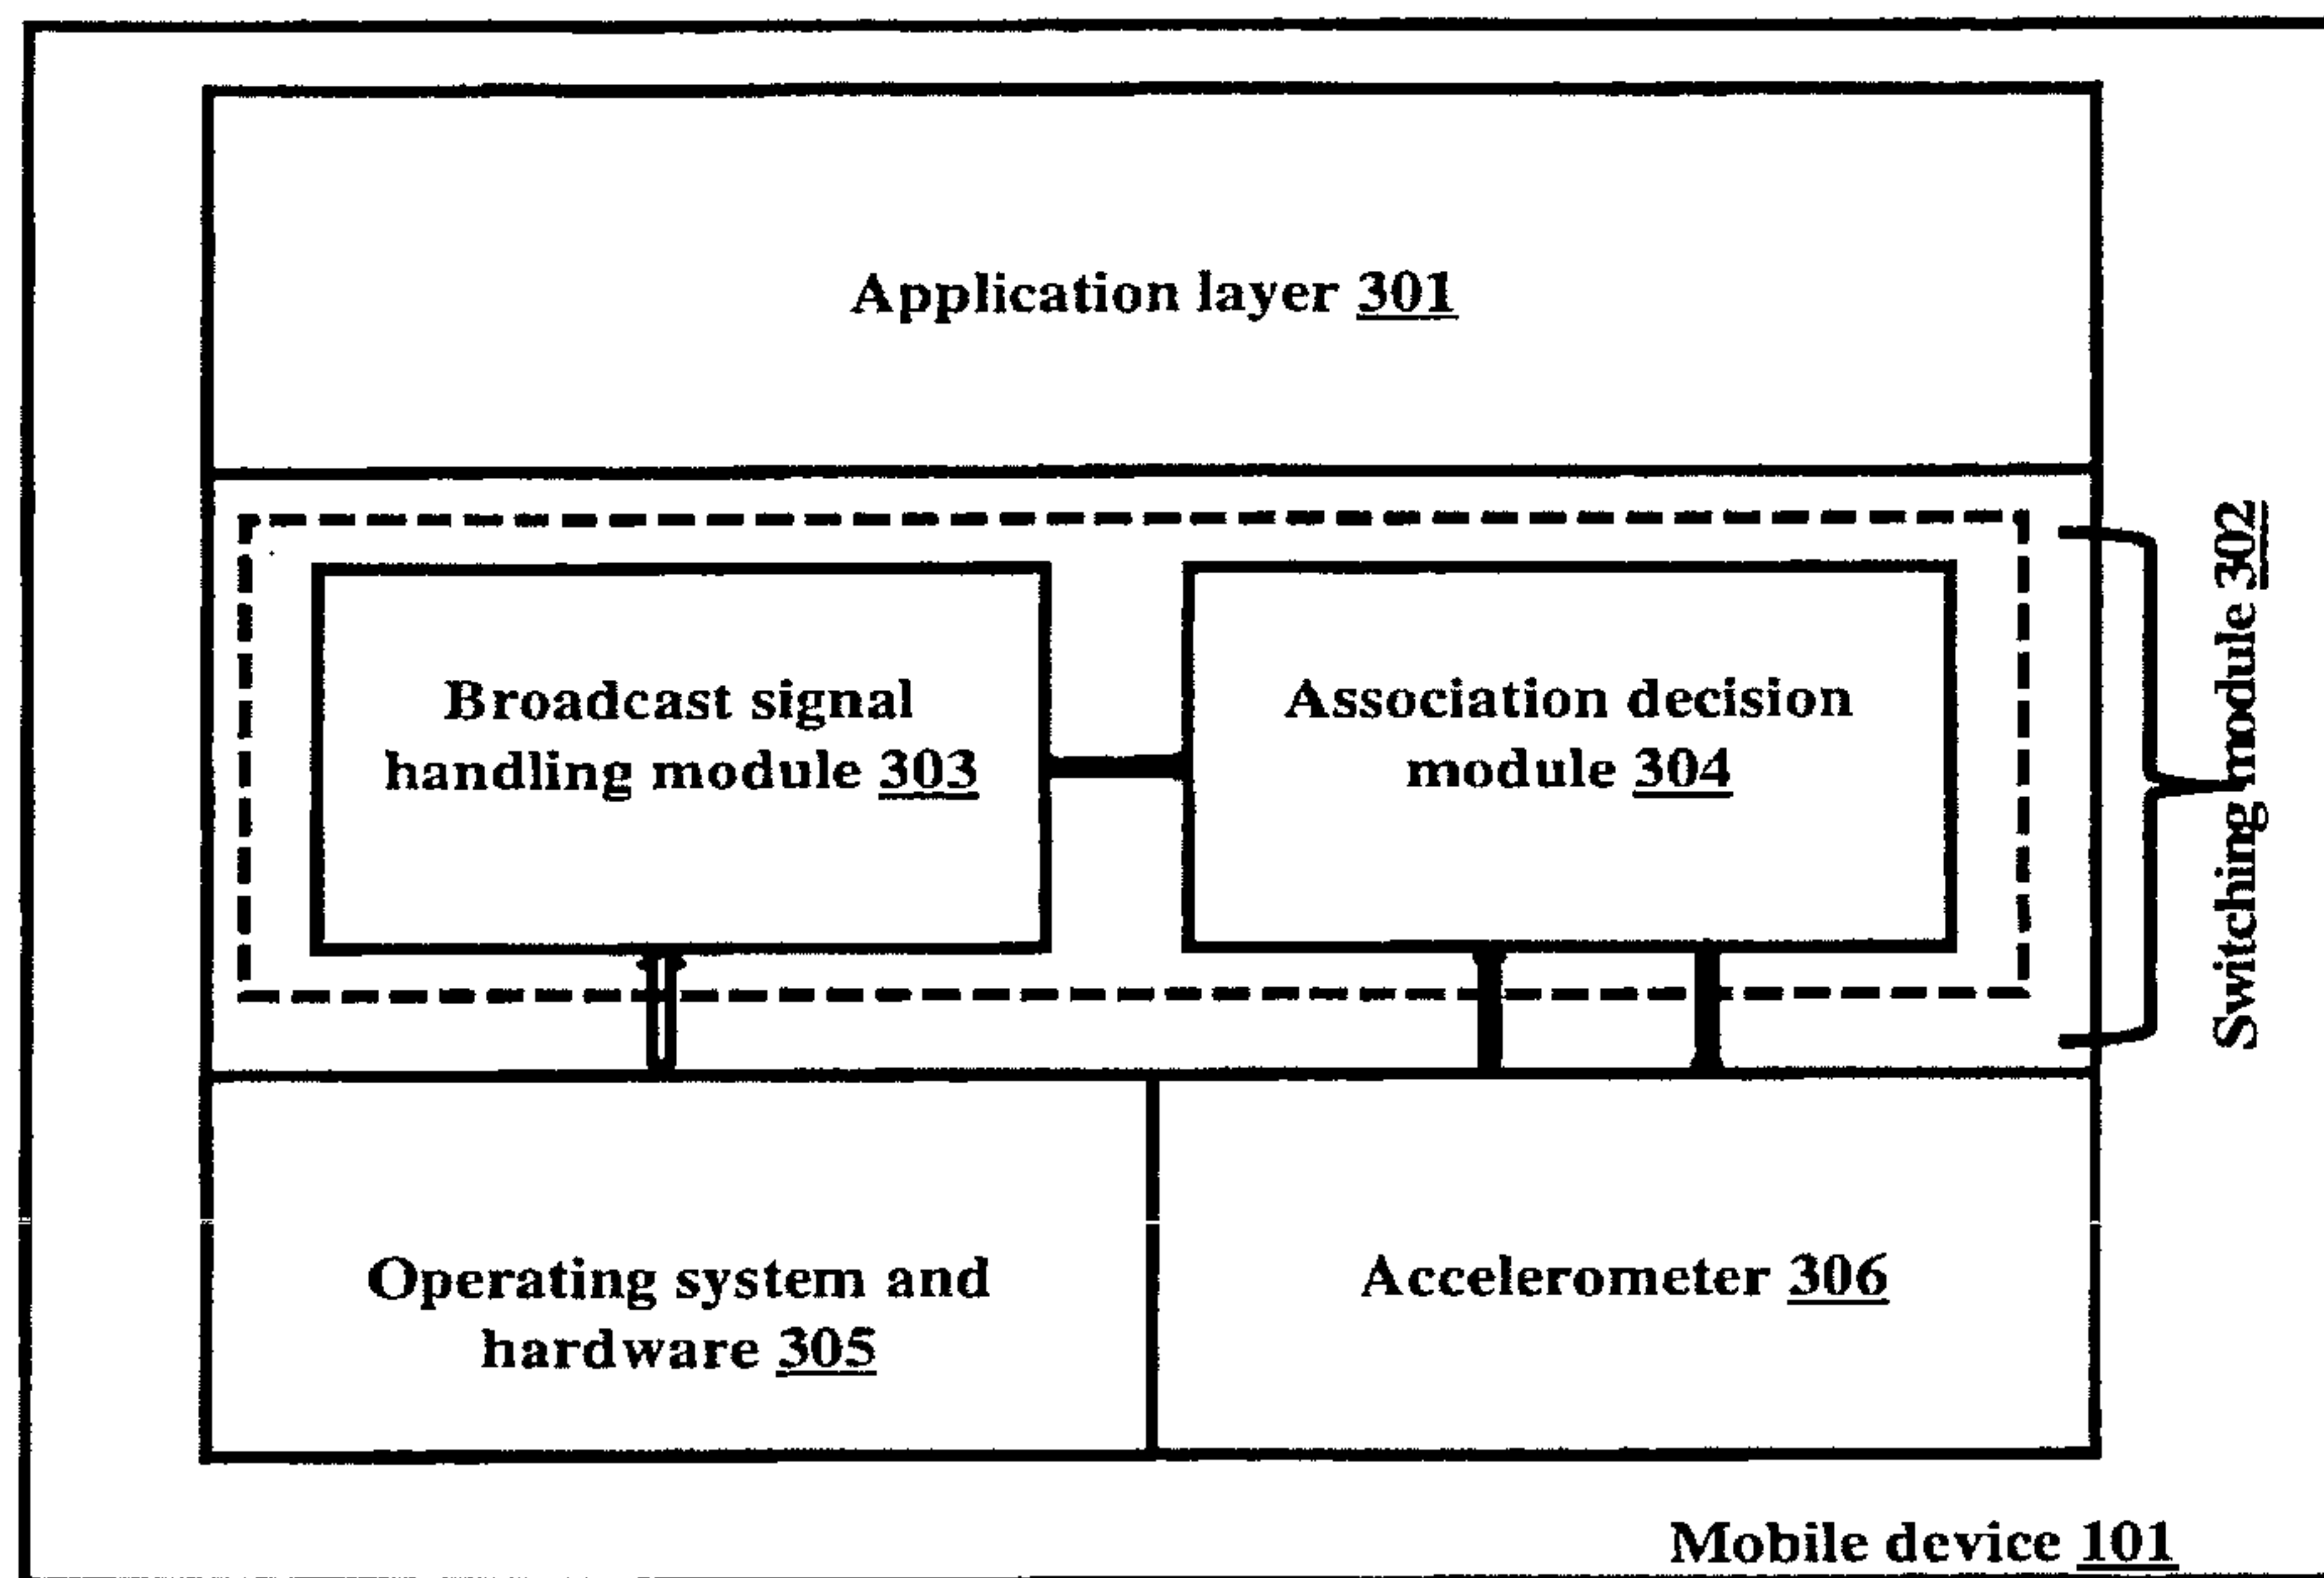 Application layer 301
Broadcast signal
handling module 303
Association decision
module 304
Switching module 302
Operating system and
hardware 305
Accelerometer 306
Mobile device 101